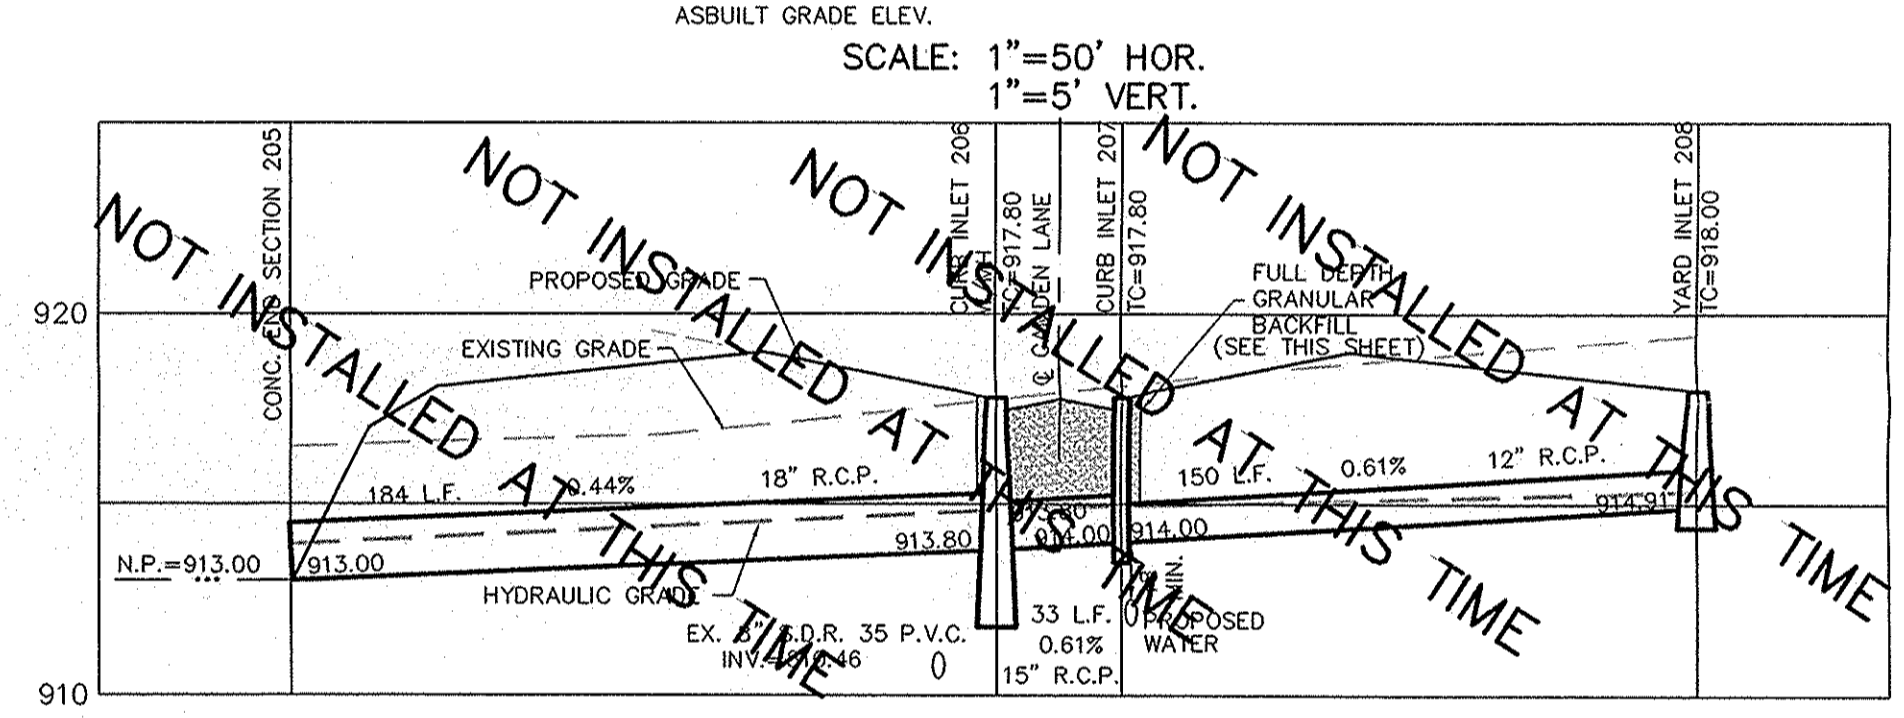 ASBUILT GRADE ELEV.
SCALE: 1"=50' HOR.
1"=5' VERT.
CONC. END SECTION 205
CURB INLET 206
TC=917.80
℄ CAMDEN LANE
CURB INLET 207
TC=917.80
YARD INLET 208
TC=918.00
NOT INSTALLED AT THIS TIME
NOT INSTALLED AT THIS TIME
NOT INSTALLED AT THIS TIME
NOT INSTALLED AT THIS TIME
920
PROPOSED GRADE
EXISTING GRADE
FULL DEPTH
GRANULAR
BACKFILL
(SEE THIS SHEET)
184 L.F.
0.44%
18" R.C.P.
150 L.F.
0.61%
12" R.C.P.
N.P.=913.00
913.00
913.80
913.80
914.00
914.00
914.91
HYDRAULIC GRADE
EX. 8" S.D.R. 35 P.V.C.
INV.
33 L.F.
0.61%
15" R.C.P.
MIN.
PROPOSED
WATER
910